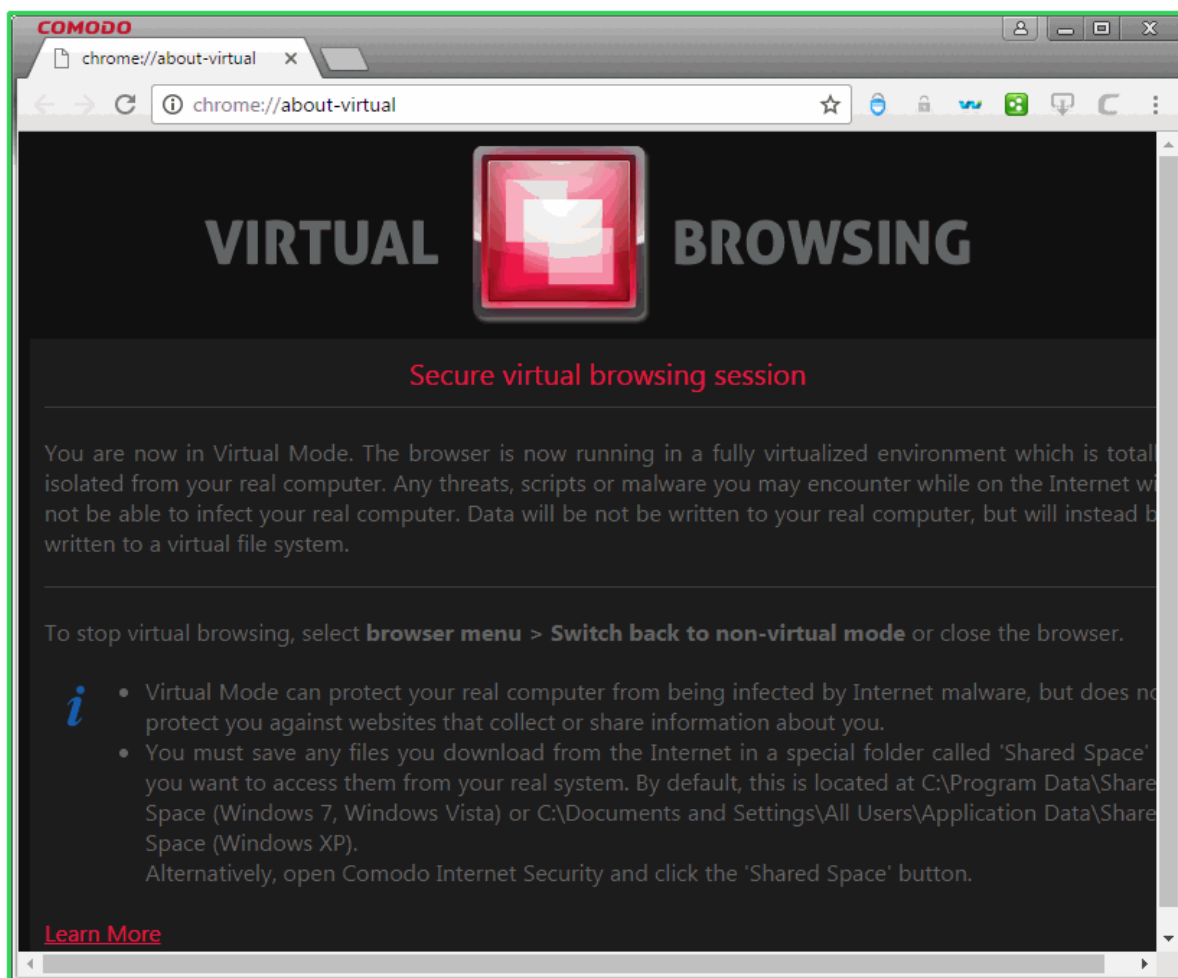 COMODO
chrome://about-virtual
chrome://about-virtual
VIRTUAL BROWSING
Secure virtual browsing session
You are now in Virtual Mode. The browser is now running in a fully virtualized environment which is totall
isolated from your real computer. Any threats, scripts or malware you may encounter while on the Internet wi
not be able to infect your real computer. Data will be not be written to your real computer, but will instead b
written to a virtual file system.
To stop virtual browsing, select browser menu > Switch back to non-virtual mode or close the browser.
i
• Virtual Mode can protect your real computer from being infected by Internet malware, but does no
protect you against websites that collect or share information about you.
• You must save any files you download from the Internet in a special folder called 'Shared Space'
you want to access them from your real system. By default, this is located at C:\Program Data\Share
Space (Windows 7, Windows Vista) or C:\Documents and Settings\All Users\Application Data\Share
Space (Windows XP).
Alternatively, open Comodo Internet Security and click the 'Shared Space' button.
Learn More